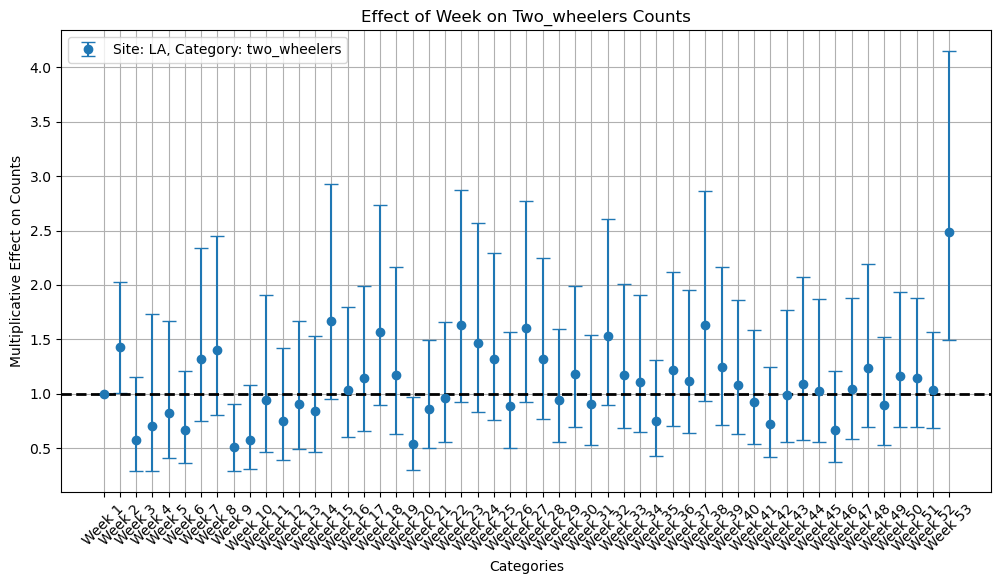 Effect of Week on Two_wheelers Counts
Site: LA, Category: two_wheelers
Multiplicative Effect on Counts
4.0
3.5
3.0
2.5
2.0
1.5
1.0
0.5
Week 1
Week 2
Week 3
Week 4
Week 5
Week 6
Week 7
Week 8
Week 9
Week 10
Week 11
Week 12
Week 13
Week 14
Week 15
Week 16
Week 17
Week 18
Week 19
Week 20
Week 21
Week 22
Week 23
Week 24
Week 25
Week 26
Week 27
Week 28
Week 29
Week 30
Week 31
Week 32
Week 33
Week 34
Week 35
Week 36
Week 37
Week 38
Week 39
Week 40
Week 41
Week 42
Week 43
Week 44
Week 45
Week 46
Week 47
Week 48
Week 49
Week 50
Week 51
Week 52
Week 53
Categories